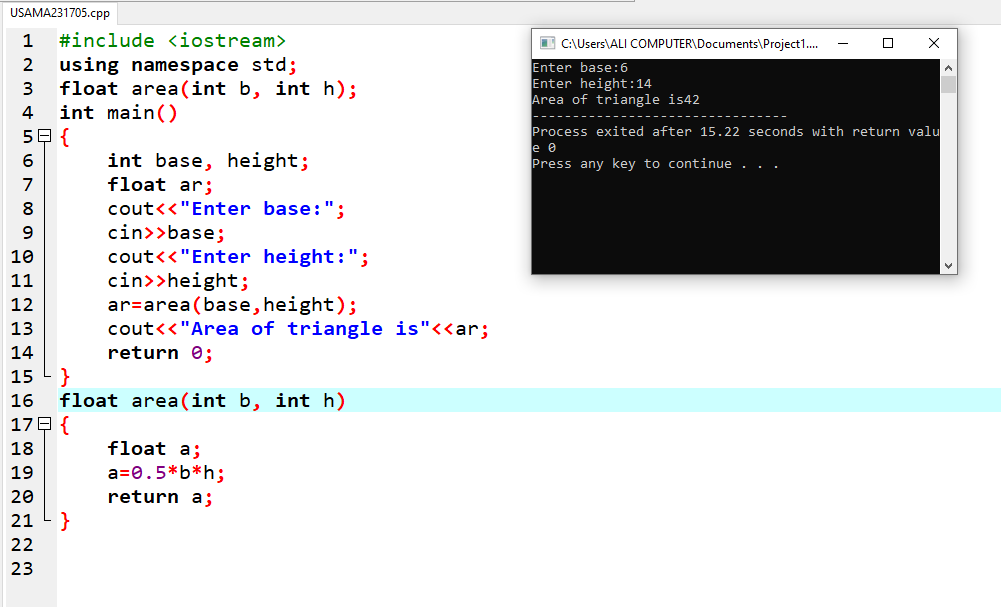 USAMA231705.cpp
1 #include <iostream>
2 using namespace std;
3 float area(int b, int h);
4 int main()
5 {
6 int base, height;
7 float ar;
8 cout<<"Enter base:";
9 cin>>base;
10 cout<<"Enter height:";
11 cin>>height;
12 ar=area(base,height);
13 cout<<"Area of triangle is"<<ar;
14 return 0;
15 }
16 float area(int b, int h)
17 {
18 float a;
19 a=0.5*b*h;
20 return a;
21 }
22
23
C:\Users\ALI COMPUTER\Documents\Project1....
Enter base:6
Enter height:14
Area of triangle is42
--------------------------------
Process exited after 15.22 seconds with return valu
e 0
Press any key to continue . . .